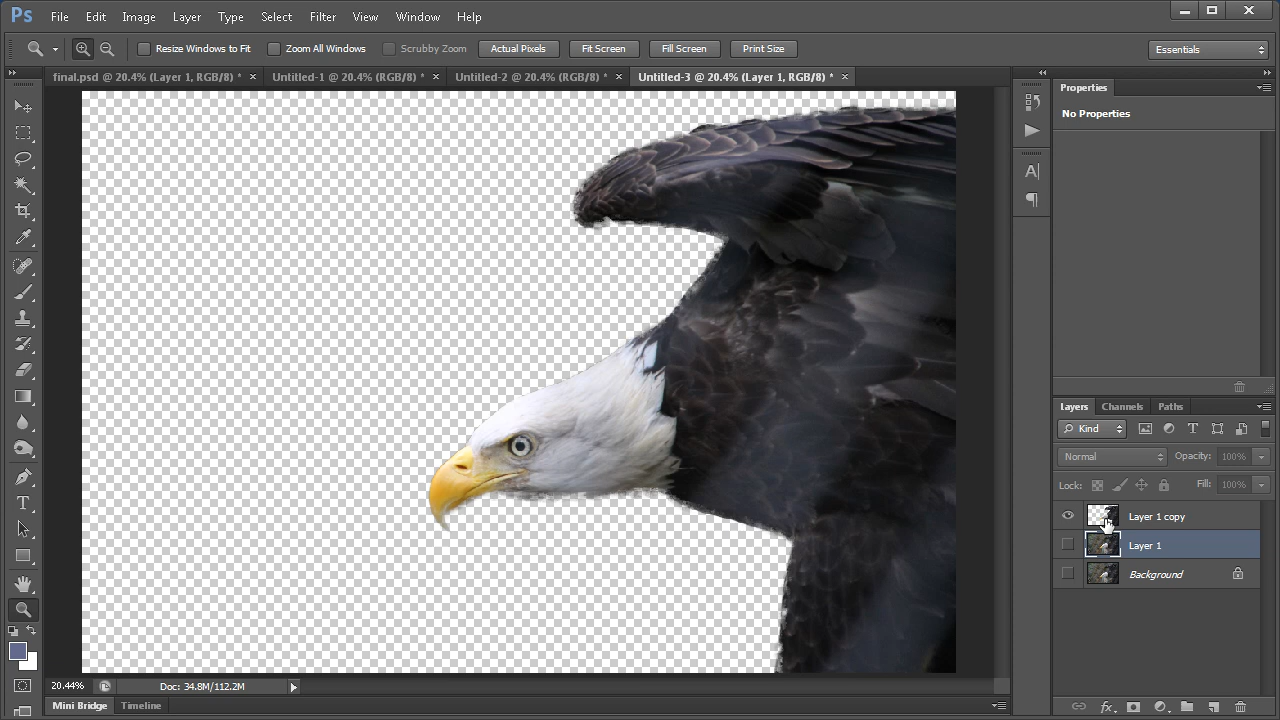 Ps File Edit Image Layer Type Select Filter View Window Help
Resize Windows to Fit Zoom All Windows Scrubby Zoom Actual Pixels Fit Screen Fill Screen Print Size Essentials
final.psd @ 20.4% (Layer 1, RGB/8) * × Untitled-1 @ 20.4% (RGB/8) * × Untitled-2 @ 20.4% (RGB/8) * × Untitled-3 @ 20.4% (Layer 1, RGB/8) * ×
Properties
No Properties
Layers Channels Paths
Kind
Normal Opacity: 100%
Lock: Fill: 100%
Layer 1 copy
Layer 1
Background
20.44% Doc: 34.8M/112.2M
Mini Bridge Timeline